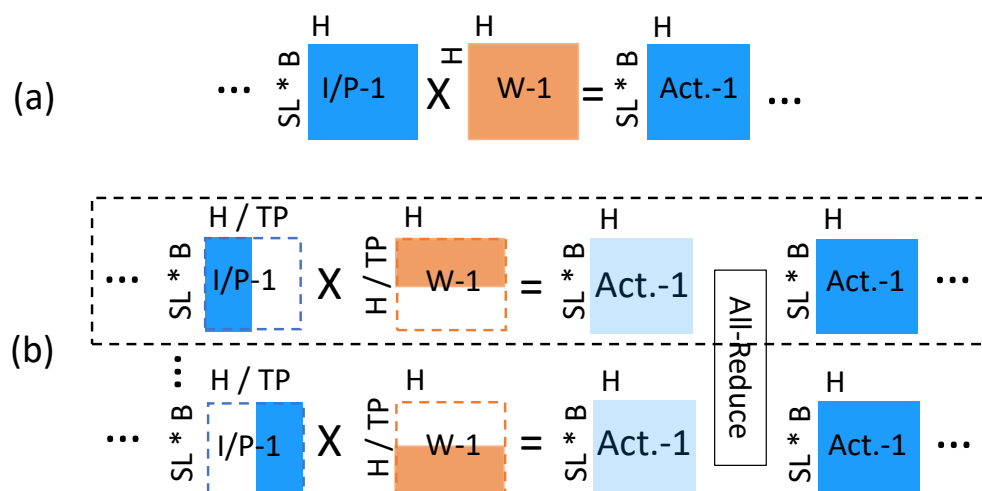 (a)
...
SL * B
H
I/P-1
X
H
H
W-1
=
SL * B
H
Act.-1
...
(b)
...
SL * B
H / TP
I/P-1
X
H / TP
H
W-1
=
SL * B
H
Act.-1
All-Reduce
SL * B
H
Act.-1
...
...
...
SL * B
H / TP
I/P-1
X
H / TP
H
W-1
=
SL * B
H
Act.-1
SL * B
H
Act.-1
...